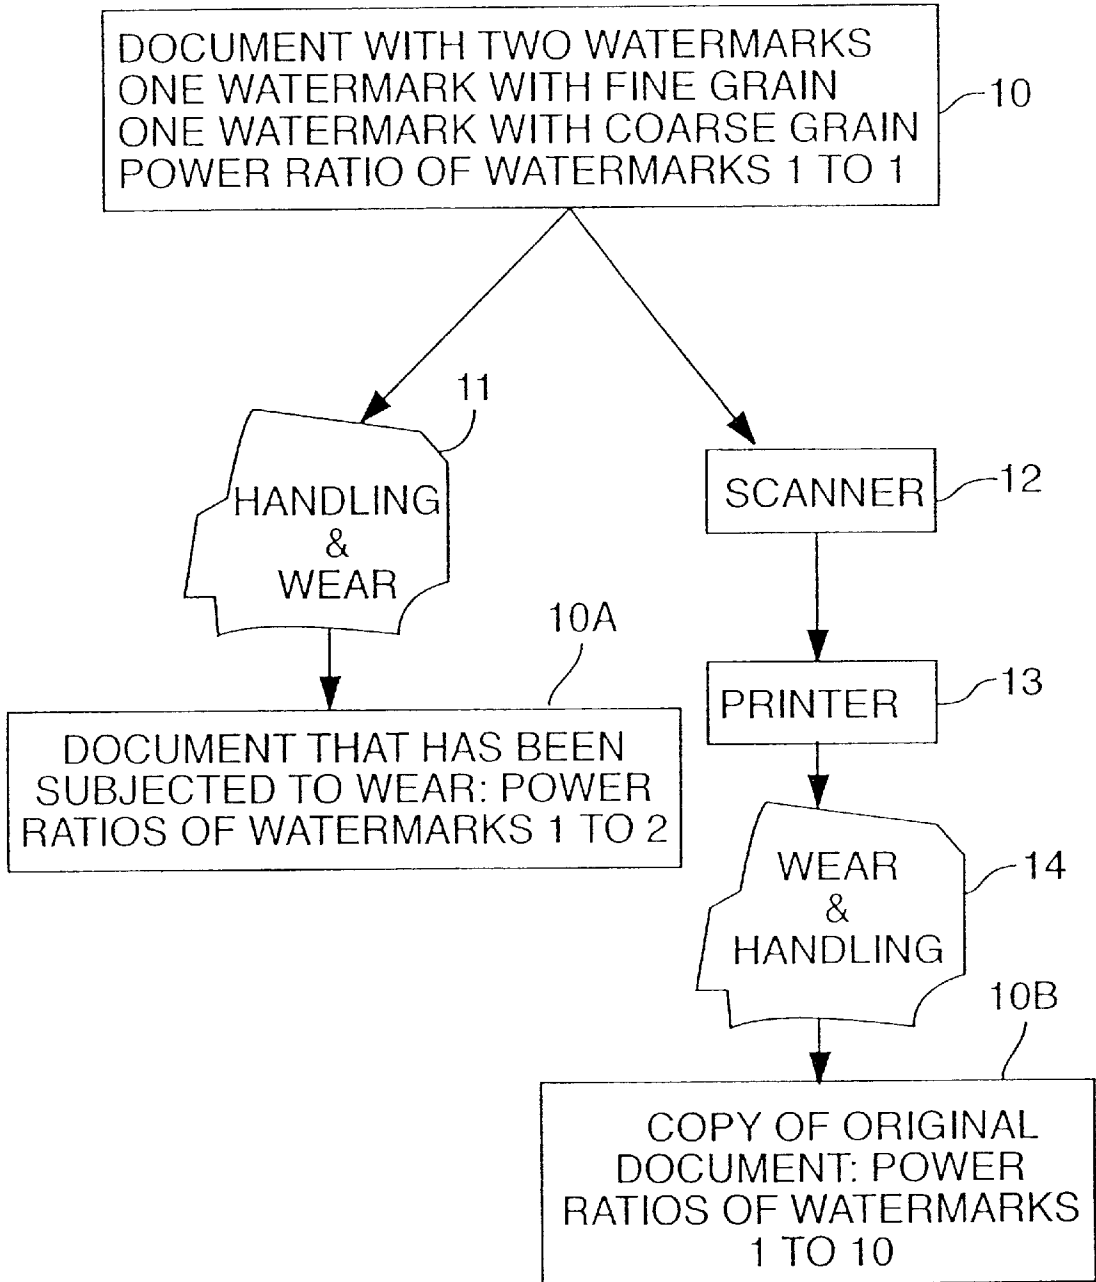 DOCUMENT WITH TWO WATERMARKS
ONE WATERMARK WITH FINE GRAIN
ONE WATERMARK WITH COARSE GRAIN
POWER RATIO OF WATERMARKS 1 TO 1
10
11
HANDLING
&
WEAR
SCANNER
12
10A
PRINTER
13
DOCUMENT THAT HAS BEEN
SUBJECTED TO WEAR: POWER
RATIOS OF WATERMARKS 1 TO 2
WEAR
&
HANDLING
14
10B
COPY OF ORIGINAL
DOCUMENT: POWER
RATIOS OF WATERMARKS
1 TO 10